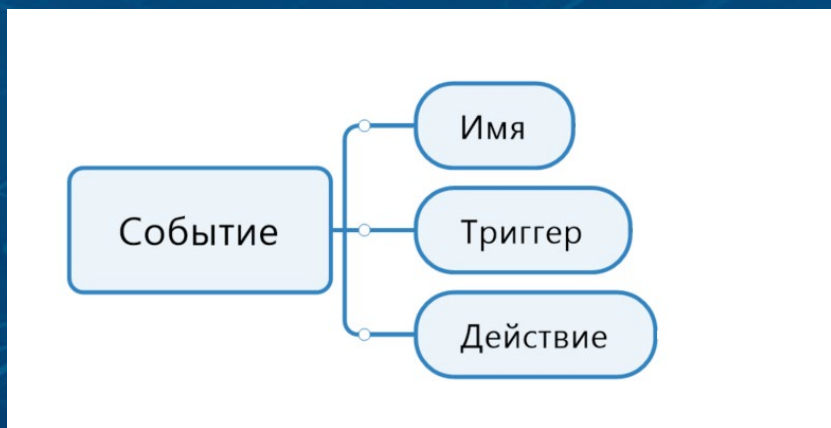 Событие
Имя
Триггер
Действие